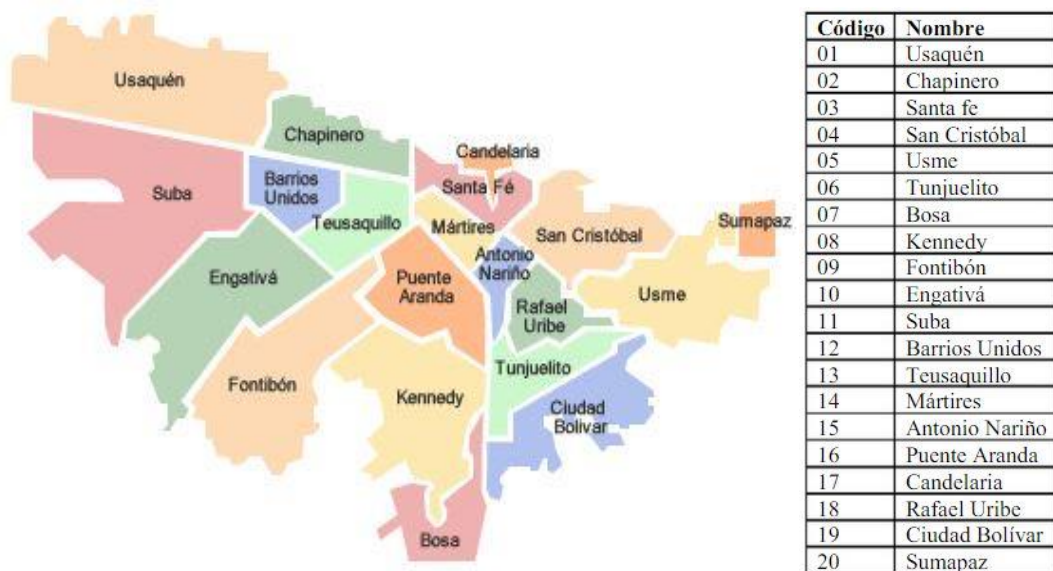 Usaquén
Chapinero
Candelaria
Suba
Barrios
Unidos
Santa Fé
Teusaquillo
Mártires
San Cristóbal
Sumapaz
Antonio
Nariño
Engativá
Puente
Aranda
Usme
Rafael
Uribe
Tunjuelito
Fontibón
Kennedy
Ciudad
Bolivar
Bosa
Código Nombre
01 Usaquén
02 Chapinero
03 Santa fe
04 San Cristóbal
05 Usme
06 Tunjuelito
07 Bosa
08 Kennedy
09 Fontibón
10 Engativá
11 Suba
12 Barrios Unidos
13 Teusaquillo
14 Mártires
15 Antonio Nariño
16 Puente Aranda
17 Candelaria
18 Rafael Uribe
19 Ciudad Bolívar
20 Sumapaz